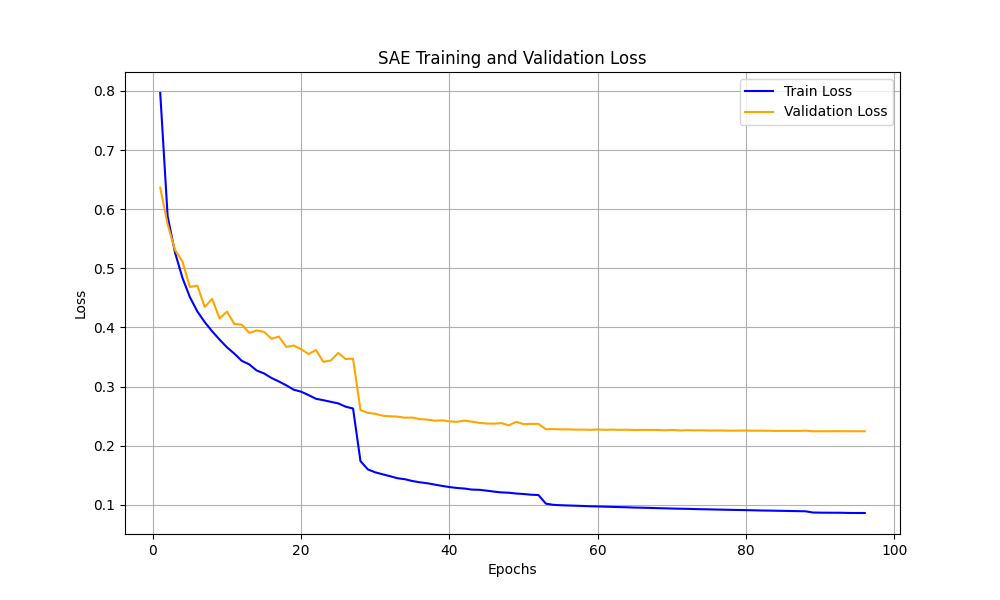 SAE Training and Validation Loss
Train Loss
Validation Loss
Loss
0.8
0.7
0.6
0.5
0.4
0.3
0.2
0.1
0 20 40 60 80 100
Epochs